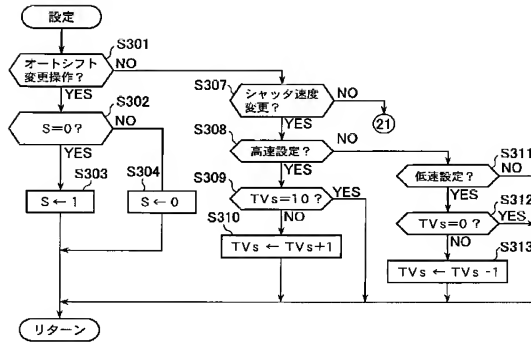 設定
S301
オートシフト
変更操作?
NO
YES
S302
S=0?
NO
YES
S303
S←1
S304
S←0
リターン
S307
シャッタ速度
変更?
NO
21
YES
S308
高速設定?
NO
YES
S309
TVs=10?
YES
NO
S310
TVs←TVs+1
S311
低速設定?
NO
YES
S312
TVs=0?
YES
NO
S313
TVs←TVs-1